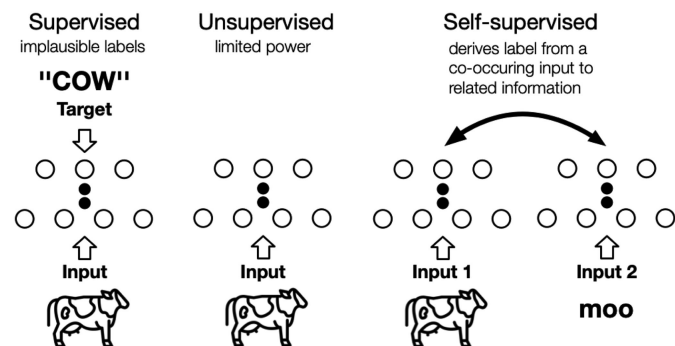 Supervised
implausible labels
"COW"
Target
Input
Unsupervised
limited power
Input
Self-supervised
derives label from a
co-occuring input to
related information
Input 1
Input 2
moo